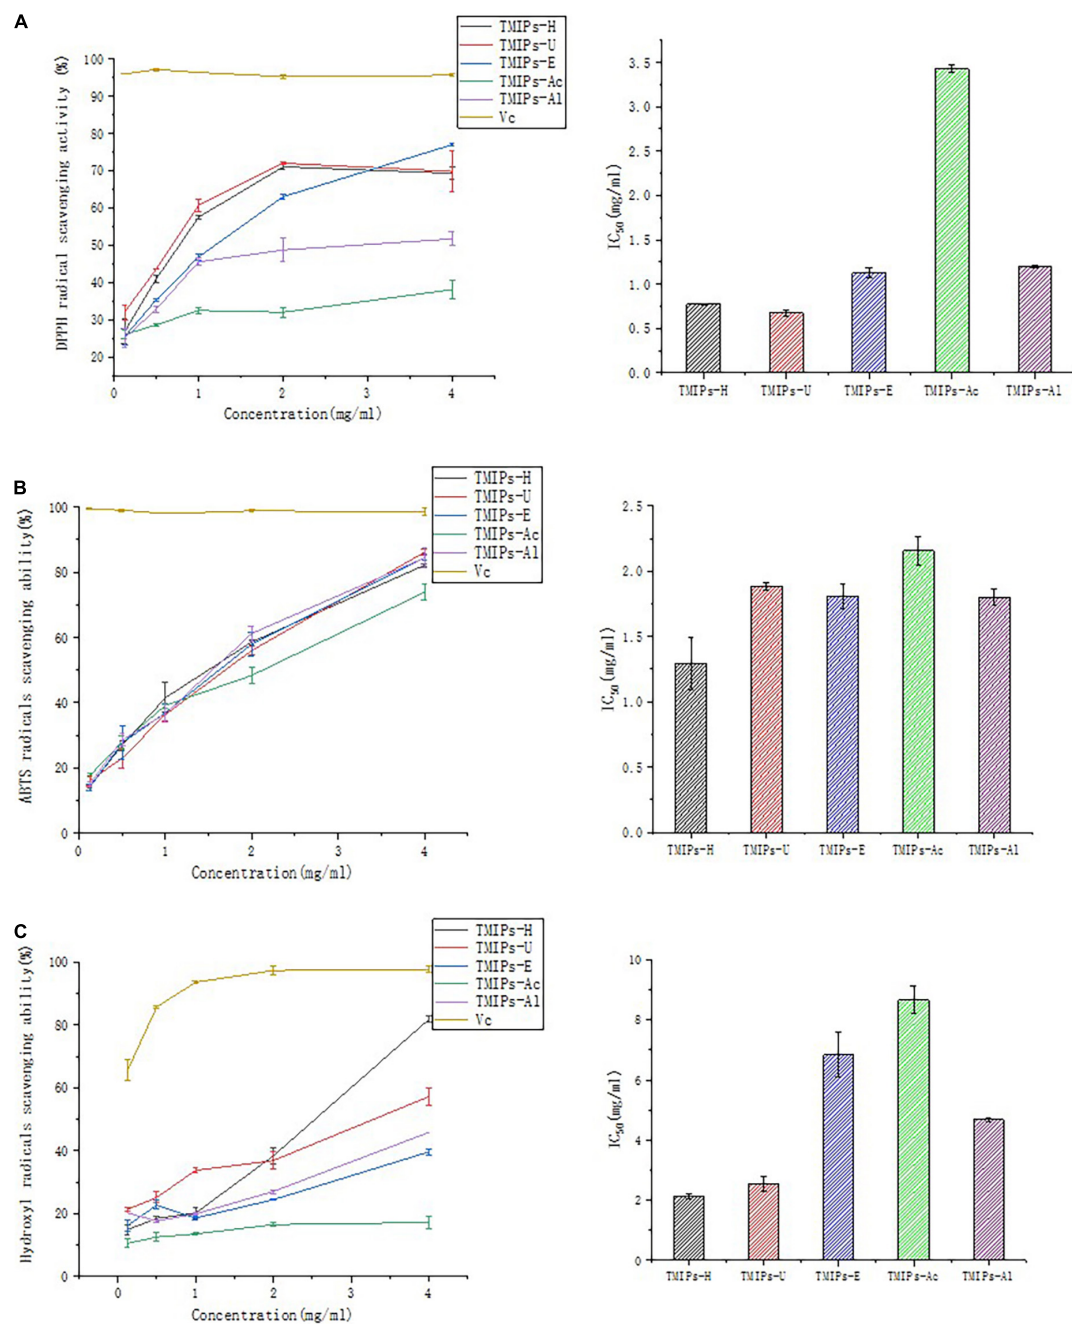 A
TMIPs-H
TMIPs-U
TMIPs-E
TMIPs-Ac
TMIPs-Al
Vc
DPPH radical scavenging activity (%)
100
90
80
70
60
50
40
30
20
0 1 2 3 4
Concentration(mg/ml)
IC50(mg/ml)
3.5
3.0
2.5
2.0
1.5
1.0
0.5
0.0
TMIPs-H TMIPs-U TMIPs-E TMIPs-Ac TMIPs-Al
B
TMIPs-H
TMIPs-U
TMIPs-E
TMIPs-Ac
TMIPs-Al
Vc
ABTS radicals scavenging ability(%)
100
80
60
40
20
0
0 1 2 3 4
Concentration(mg/ml)
IC50(mg/ml)
2.5
2.0
1.5
1.0
0.5
0.0
TMIPs-H TMIPs-U TMIPs-E TMIPs-Ac TMIPs-Al
C
TMIPs-H
TMIPs-U
TMIPs-E
TMIPs-Ac
TMIPs-Al
Vc
Hydroxyl radicals scavenging ability(%)
100
80
60
40
20
0
0 1 2 3 4
Concentration(mg/ml)
IC50(mg/ml)
10
8
6
4
2
0
TMIPs-H TMIPs-U TMIPs-E TMIPs-Ac TMIPs-Al